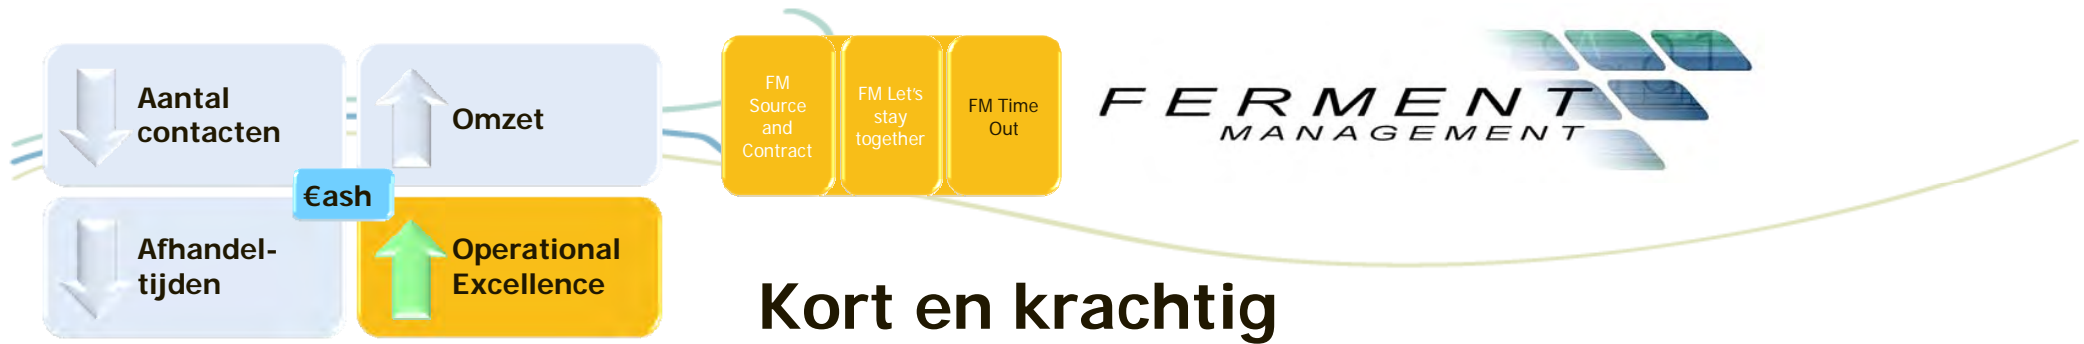 Aantal
contacten
Omzet
€ash
Afhandel-
tijden
Operational
Excellence
FM
Source
and
Contract
FM Let's
stay
together
FM Time
Out
FERMENT
MANAGEMENT
Kort en krachtig